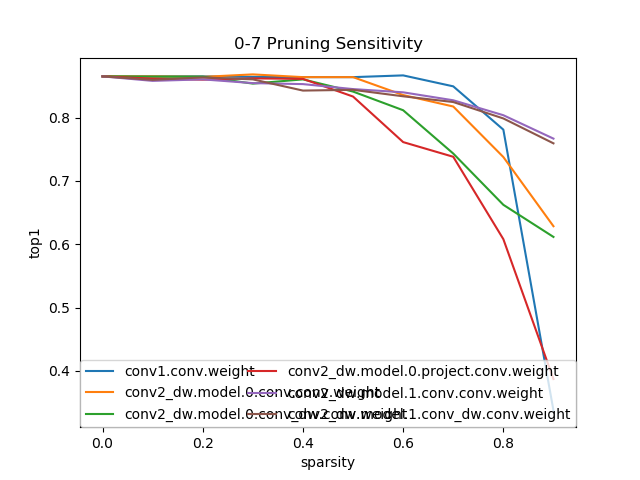 0-7 Pruning Sensitivity
top1
0.8
0.7
0.6
0.5
0.4
conv1.conv.weight
conv2_dw.model.0.conv.conv.weight
conv2_dw.model.0.conv_dw.conv.weight
conv2_dw.model.0.project.conv.weight
conv2_dw.model.1.conv.conv.weight
conv2_dw.model.1.conv_dw.conv.weight
0.0 0.2 0.4 0.6 0.8
sparsity